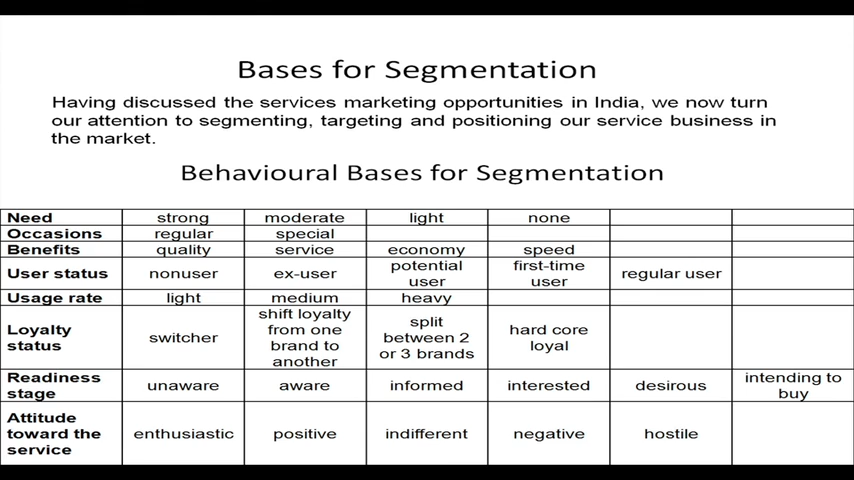 Bases for Segmentation
Having discussed the services marketing opportunities in India, we now turn
our attention to segmenting, targeting and positioning our service business in
the market.
Behavioural Bases for Segmentation
Need strong moderate light none
Occasions regular special
Benefits quality service economy speed
User status nonuser ex-user potential user first-time user regular user
Usage rate light medium heavy
Loyalty status switcher shift loyalty from one brand to another split between 2 or 3 brands hard core loyal
Readiness stage unaware aware informed interested desirous intending to buy
Attitude toward the service enthusiastic positive indifferent negative hostile